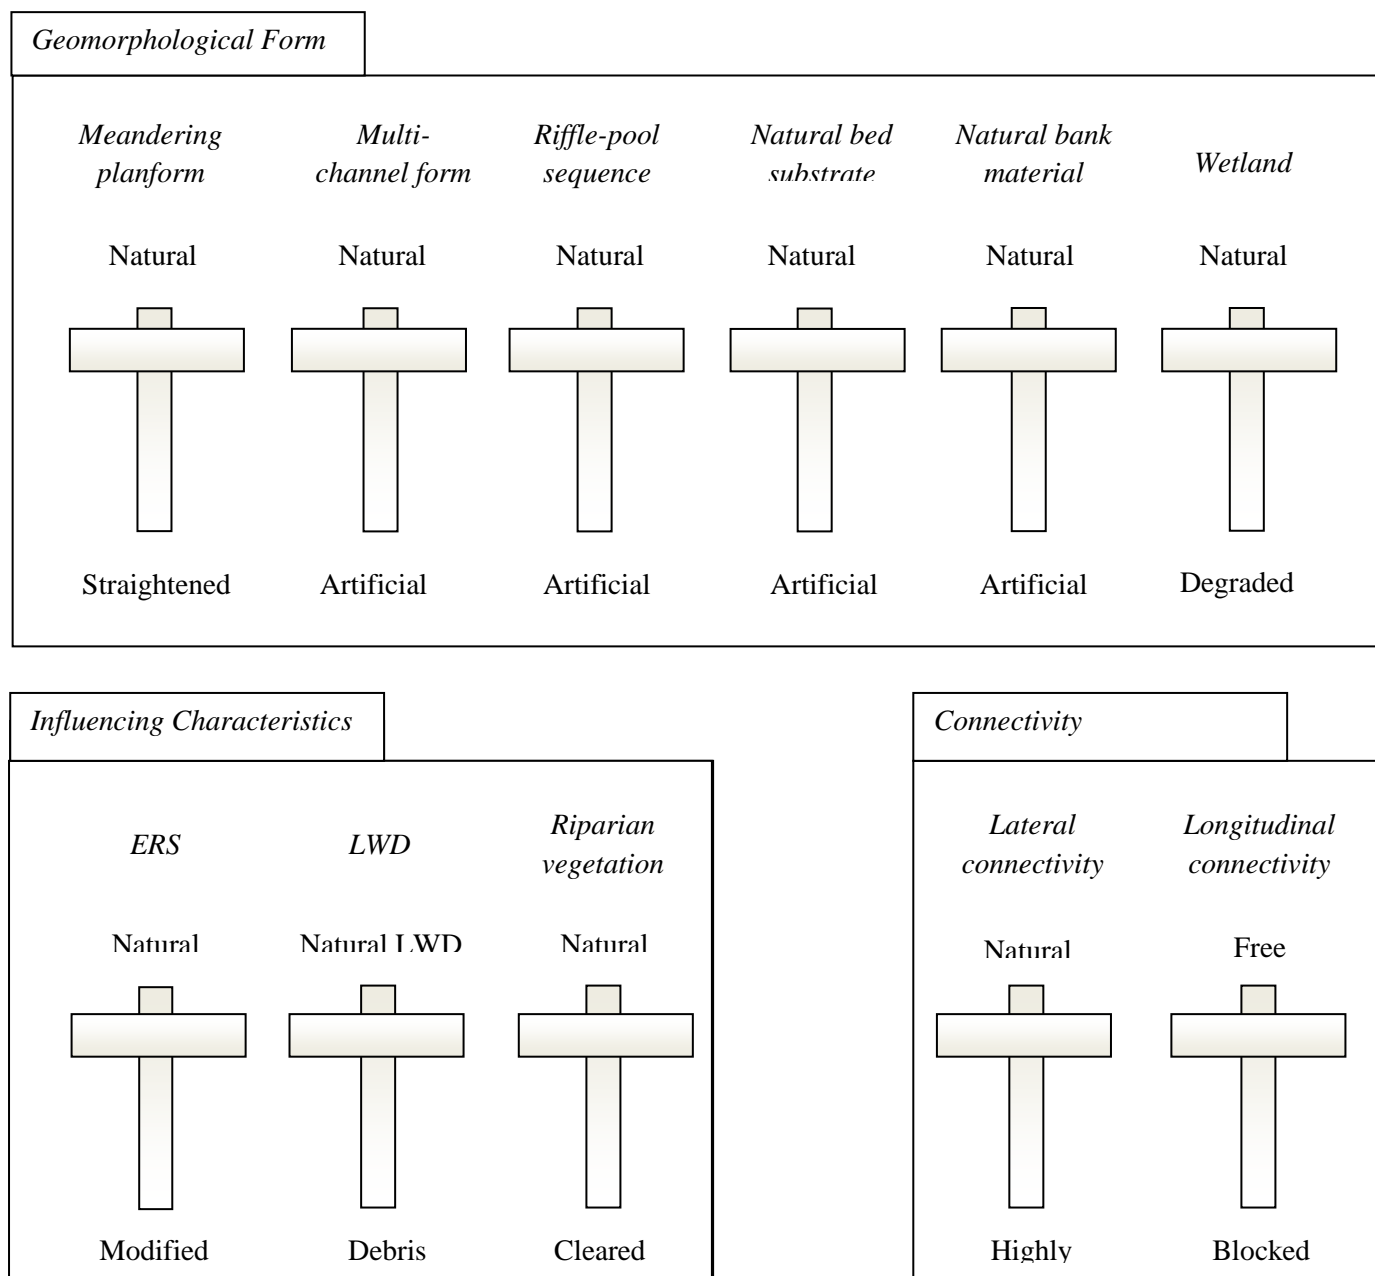 Geomorphological Form
Meandering
planform
Multi-
channel form
Riffle-pool
sequence
Natural bed
substrate
Natural bank
material
Wetland
Natural
Natural
Natural
Natural
Natural
Natural
Straightened
Artificial
Artificial
Artificial
Artificial
Degraded
Influencing Characteristics
ERS
LWD
Riparian
vegetation
Natural
Natural LWD
Natural
Modified
Debris
Cleared
Connectivity
Lateral
connectivity
Longitudinal
connectivity
Natural
Free
Highly
Blocked